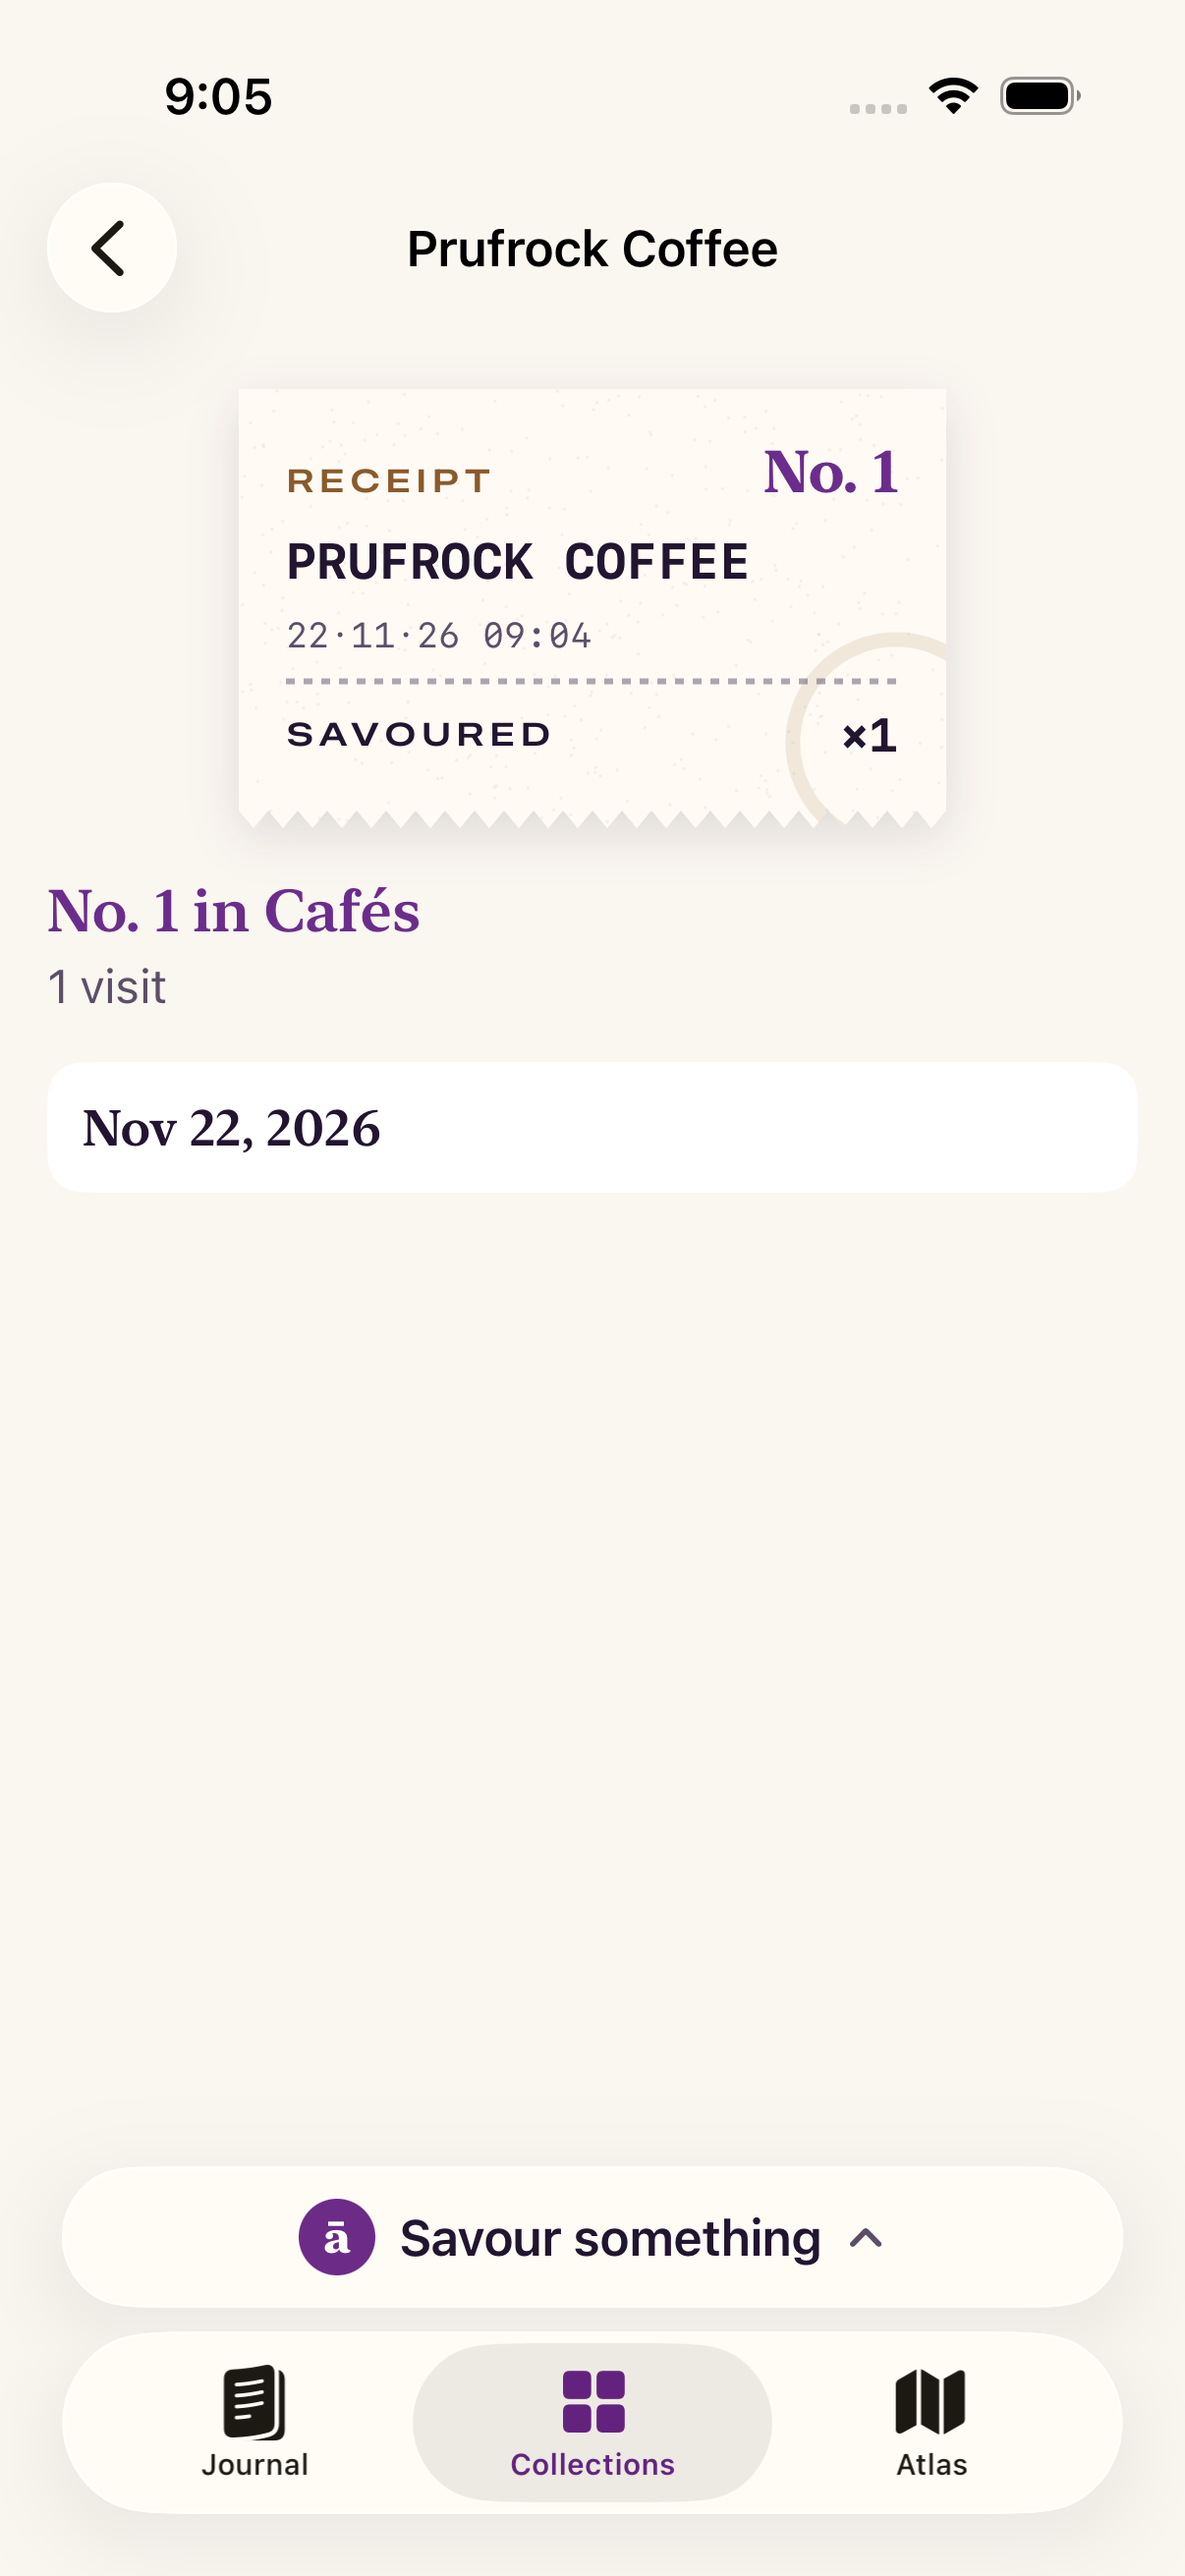 9:05
Prufrock Coffee
RECEIPT No. 1
PRUFROCK COFFEE
22·11·26 09:04
SAVOURED ×1
No. 1 in Cafés
1 visit
Nov 22, 2026
ā Savour something
Journal Collections Atlas